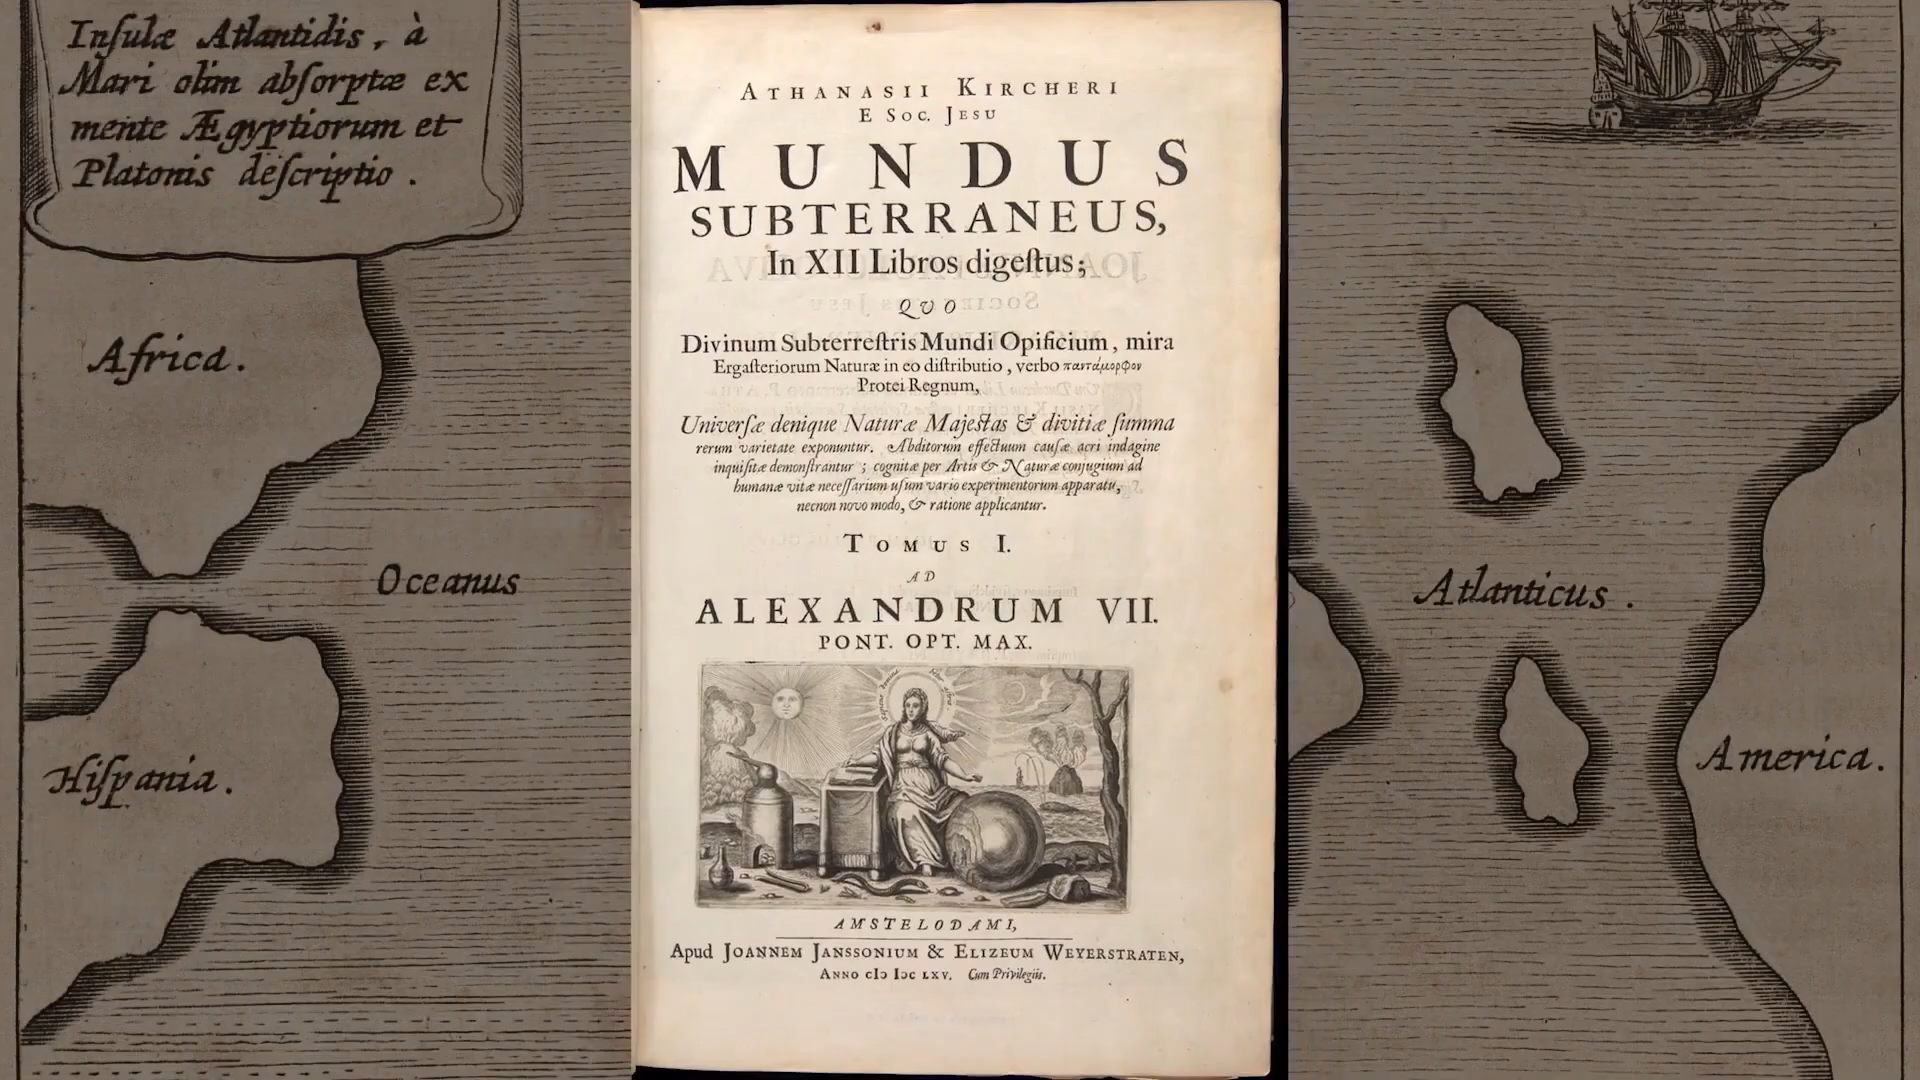 Inſulæ Atlantidis, à
Mari olim abſorptæ ex
mente Ægyptiorum et
Platonis deſcriptio.
Africa.
Oceanus
Hiſpania.
ATHANASII KIRCHERI
E SOC. JESU
MUNDUS
SUBTERRANEUS,
In XII Libros digeſtus;
QVO
Divinum Subterreſtris Mundi Opificium, mira
Ergaſteriorum Naturæ in eo diſtributio, verbo παντάμορφον
Protei Regnum,
Univerſæ denique Naturæ Majeſtas & divitiæ ſumma
rerum varietate exponuntur. Abditorum effectuum cauſæ acri indagine
inquiſitæ demonſtrantur; cognitæ per Artis & Naturæ conjugium ad
humanæ vitæ neceſſarium uſum vario experimentorum apparatu,
necnon novo modo, & ratione applicantur.
TOMUS I.
AD
ALEXANDRUM VII.
PONT. OPT. MAX.
AMSTELODAMI,
Apud JOANNEM JANSSONIUM & ELIZEUM WEYERSTRATEN,
ANNO cIↄ Iↄc LXV. Cum Privilegiis.
Atlanticus.
America.